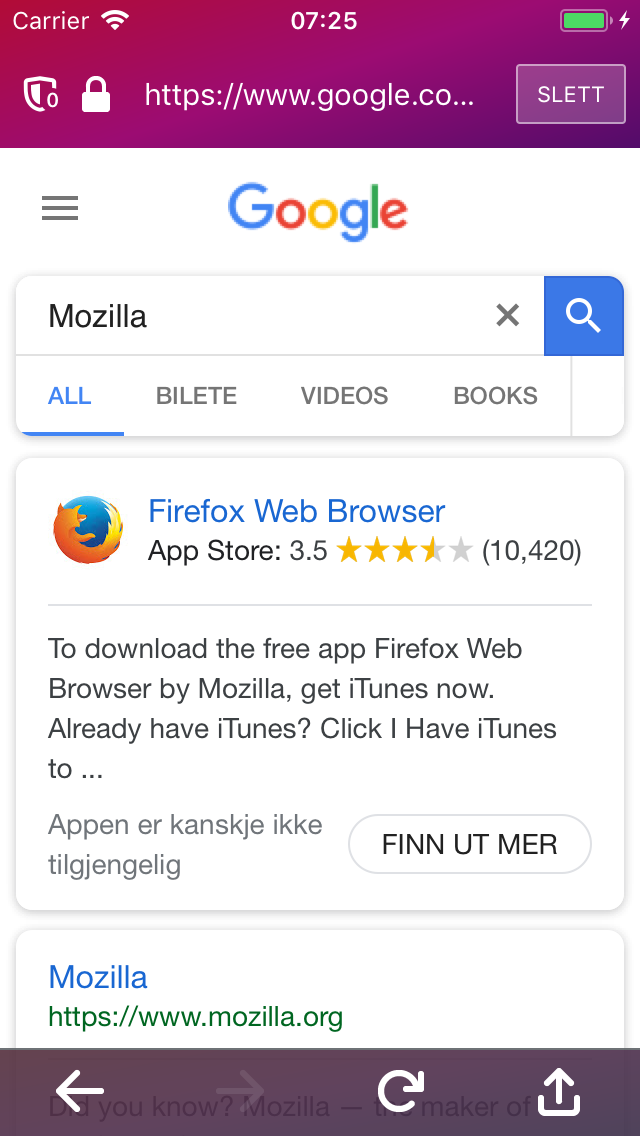 Carrier 07:25
0 https://www.google.co... SLETT
Google
Mozilla
ALL BILETE VIDEOS BOOKS
Firefox Web Browser
App Store: 3.5 (10,420)
To download the free app Firefox Web
Browser by Mozilla, get iTunes now.
Already have iTunes? Click I Have iTunes
to ...
Appen er kanskje ikke
tilgjengelig
FINN UT MER
Mozilla
https://www.mozilla.org
Did you know? Mozilla — the maker of